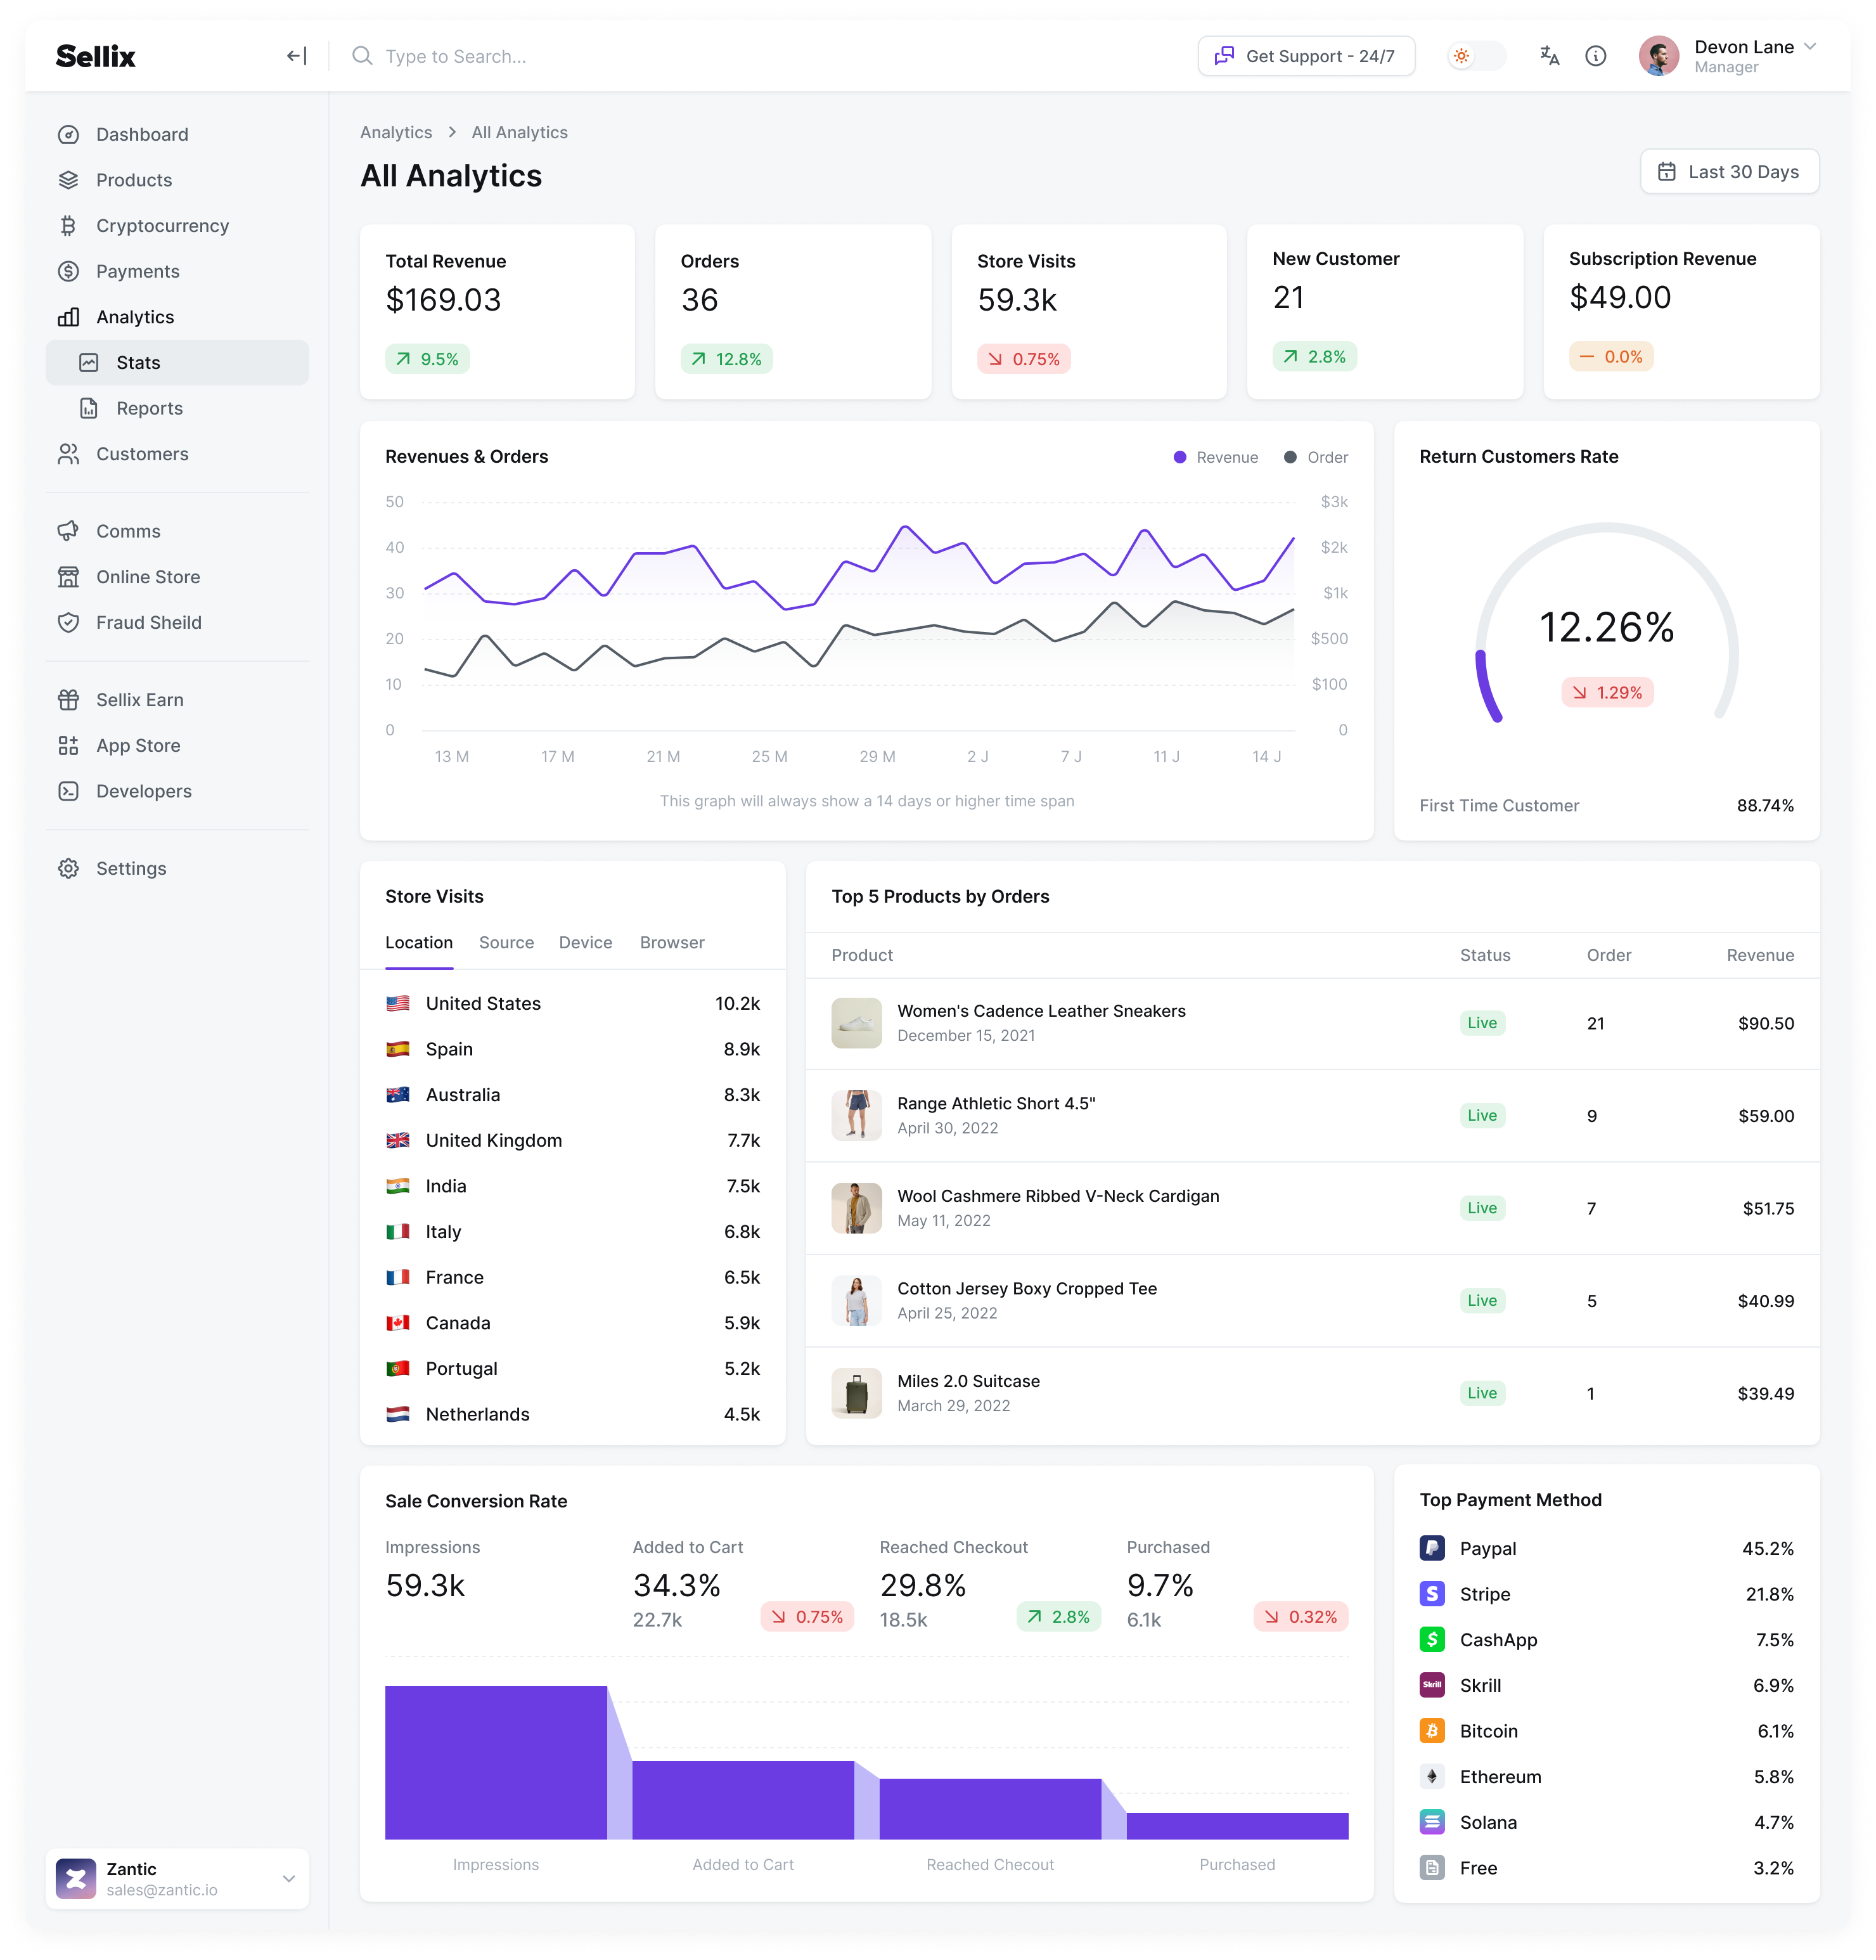 Sellix
Type to Search...
Get Support - 24/7
Devon Lane
Manager
Dashboard
Products
Cryptocurrency
Payments
Analytics
Stats
Reports
Customers
Comms
Online Store
Fraud Sheild
Sellix Earn
App Store
Developers
Settings
Zantic
sales@zantic.io
Analytics > All Analytics
All Analytics
Last 30 Days
Total Revenue
$169.03
9.5%
Orders
36
12.8%
Store Visits
59.3k
0.75%
New Customer
21
2.8%
Subscription Revenue
$49.00
0.0%
Revenues & Orders
Revenue Order
50 $3k
40 $2k
30 $1k
20 $500
10 $100
0 0
13 M 17 M 21 M 25 M 29 M 2 J 7 J 11 J 14 J
This graph will always show a 14 days or higher time span
Return Customers Rate
12.26%
1.29%
First Time Customer 88.74%
Store Visits
Location Source Device Browser
United States 10.2k
Spain 8.9k
Australia 8.3k
United Kingdom 7.7k
India 7.5k
Italy 6.8k
France 6.5k
Canada 5.9k
Portugal 5.2k
Netherlands 4.5k
Top 5 Products by Orders
Product Status Order Revenue
Women's Cadence Leather Sneakers
December 15, 2021
Live 21 $90.50
Range Athletic Short 4.5"
April 30, 2022
Live 9 $59.00
Wool Cashmere Ribbed V-Neck Cardigan
May 11, 2022
Live 7 $51.75
Cotton Jersey Boxy Cropped Tee
April 25, 2022
Live 5 $40.99
Miles 2.0 Suitcase
March 29, 2022
Live 1 $39.49
Sale Conversion Rate
Impressions
59.3k
Added to Cart
34.3%
22.7k
0.75%
Reached Checkout
29.8%
18.5k
2.8%
Purchased
9.7%
6.1k
0.32%
Impressions Added to Cart Reached Checout Purchased
Top Payment Method
Paypal 45.2%
Stripe 21.8%
CashApp 7.5%
Skrill Skrill 6.9%
Bitcoin 6.1%
Ethereum 5.8%
Solana 4.7%
Free 3.2%